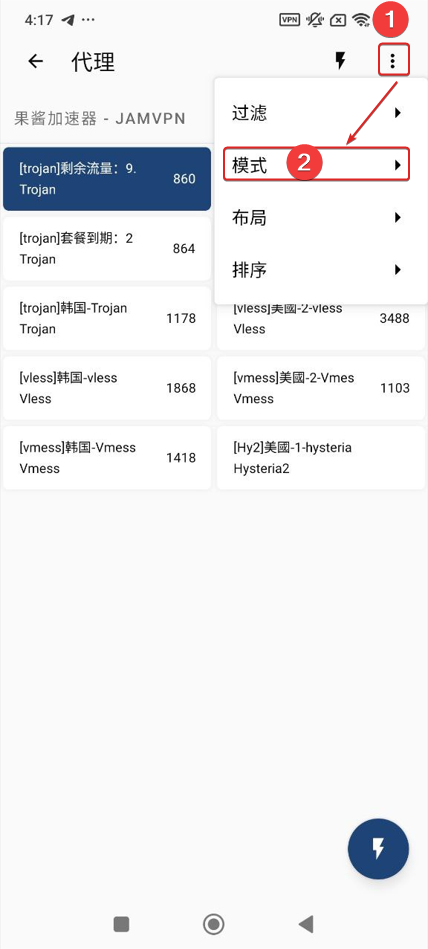 4:17
VPN
1
代理
果酱加速器 - JAMVPN
过滤
模式
2
布局
排序
[trojan]剩余流量：9.
Trojan
860
[trojan]套餐到期：2
Trojan
864
[trojan]韩国-Trojan
Trojan
1178
[vless]美國-2-vless
Vless
3488
[vless]韩国-vless
Vless
1868
[vmess]美國-2-Vmes
Vmess
1103
[vmess]韩国-Vmess
Vmess
1418
[Hy2]美國-1-hysteria
Hysteria2